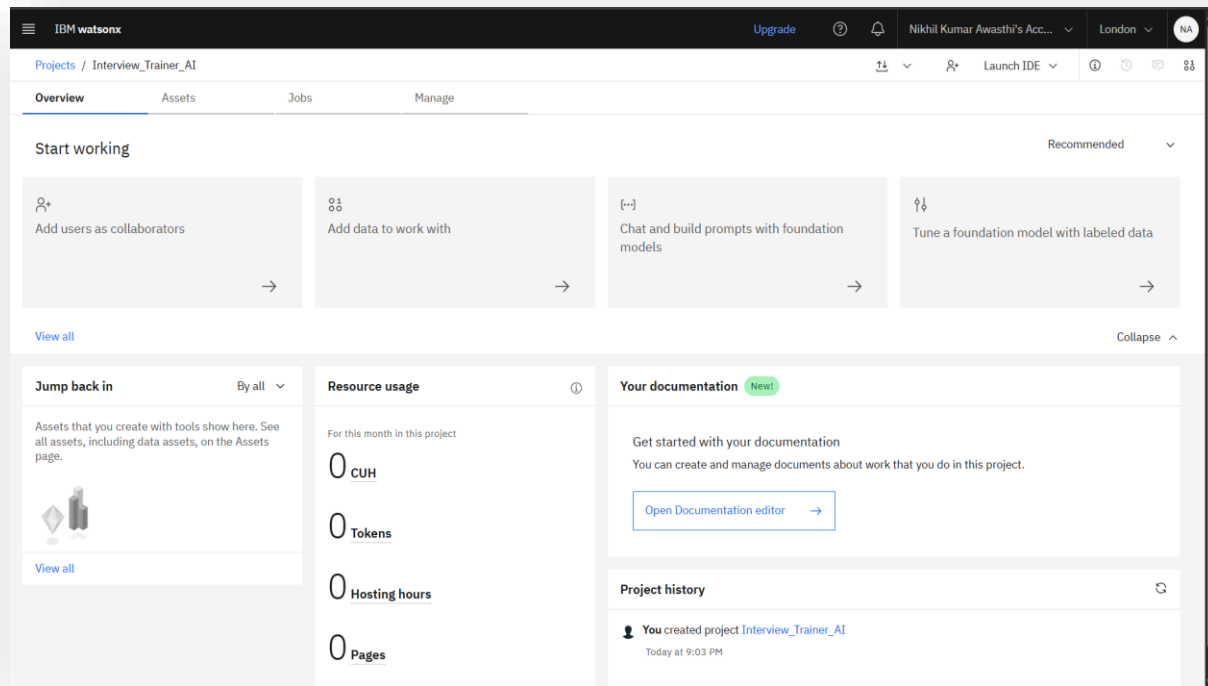 IBM watsonx
Upgrade
Nikhil Kumar Awasthi's Acc...
London
NA
Projects / Interview_Trainer_AI
Launch IDE
Overview
Assets
Jobs
Manage
Start working
Recommended
Add users as collaborators
Add data to work with
Chat and build prompts with foundation
models
Tune a foundation model with labeled data
View all
Collapse
Jump back in
By all
Assets that you create with tools show here. See
all assets, including data assets, on the Assets
page.
View all
Resource usage
For this month in this project
0 CUH
0 Tokens
0 Hosting hours
0 Pages
Your documentation New!
Get started with your documentation
You can create and manage documents about work that you do in this project.
Open Documentation editor
Project history
You created project Interview_Trainer_AI
Today at 9:03 PM